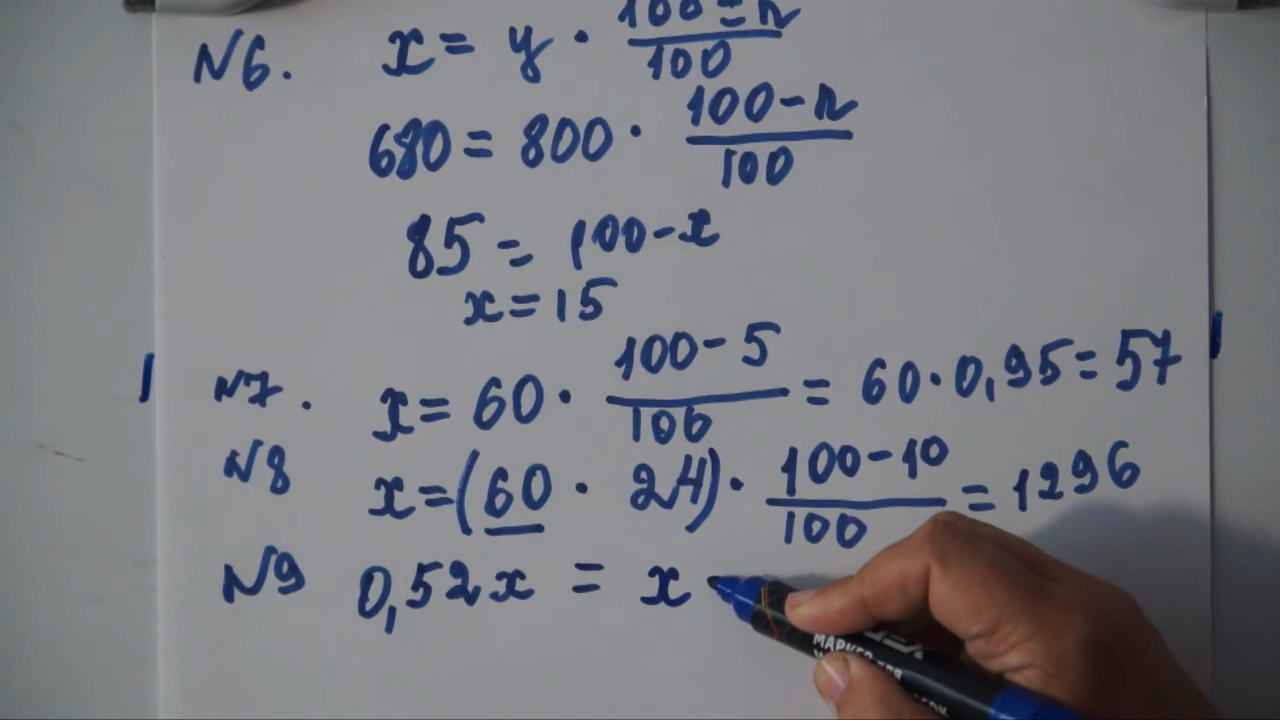 N6. x = y · 100 - n / 100
680 = 800 · 100 - n / 100
85 = 100 - x
x = 15
N7. x = 60 · 100 - 5 / 100 = 60 · 0,95 = 57
N8 x = (60 · 24) · 100 - 10 / 100 = 1296
N9 0,52x = x
МАРКЕР